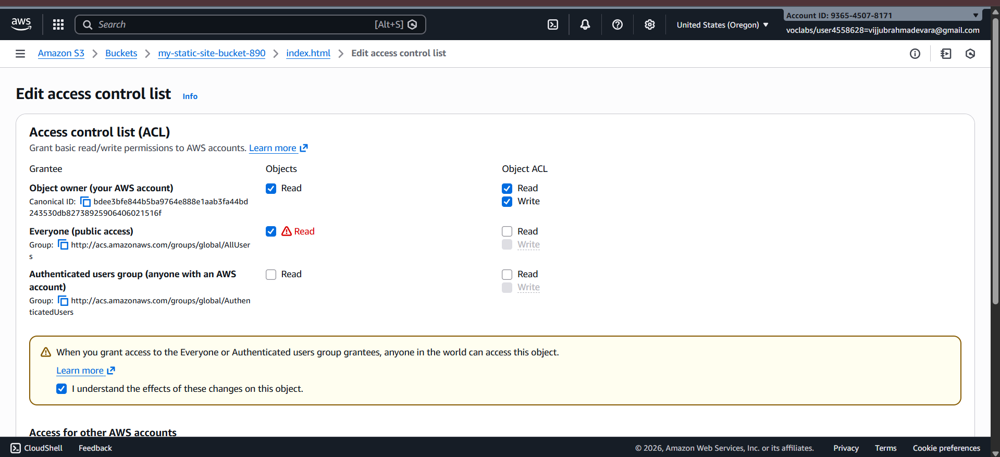 aws
Search
[Alt+S]
United States (Oregon)
Account ID: 9365-4507-8171
voclabs/user4558628=vijjubrahmadevara@gmail.com
Amazon S3
Buckets
my-static-site-bucket-890
index.html
Edit access control list
Edit access control list
Info
Access control list (ACL)
Grant basic read/write permissions to AWS accounts. Learn more
Grantee
Objects
Object ACL
Object owner (your AWS account)
Canonical ID: bdee3bfe844b5ba9764e888e1aab3fa44bd
243530db82738925906406021516f
Read
Read
Write
Everyone (public access)
Group: http://acs.amazonaws.com/groups/global/AllUser
s
Read
Read
Write
Authenticated users group (anyone with an AWS
account)
Group: http://acs.amazonaws.com/groups/global/Authen
ticatedUsers
Read
Read
Write
When you grant access to the Everyone or Authenticated users group grantees, anyone in the world can access this object.
Learn more
I understand the effects of these changes on this object.
Access for other AWS accounts
CloudShell
Feedback
© 2026, Amazon Web Services, Inc. or its affiliates.
Privacy
Terms
Cookie preferences